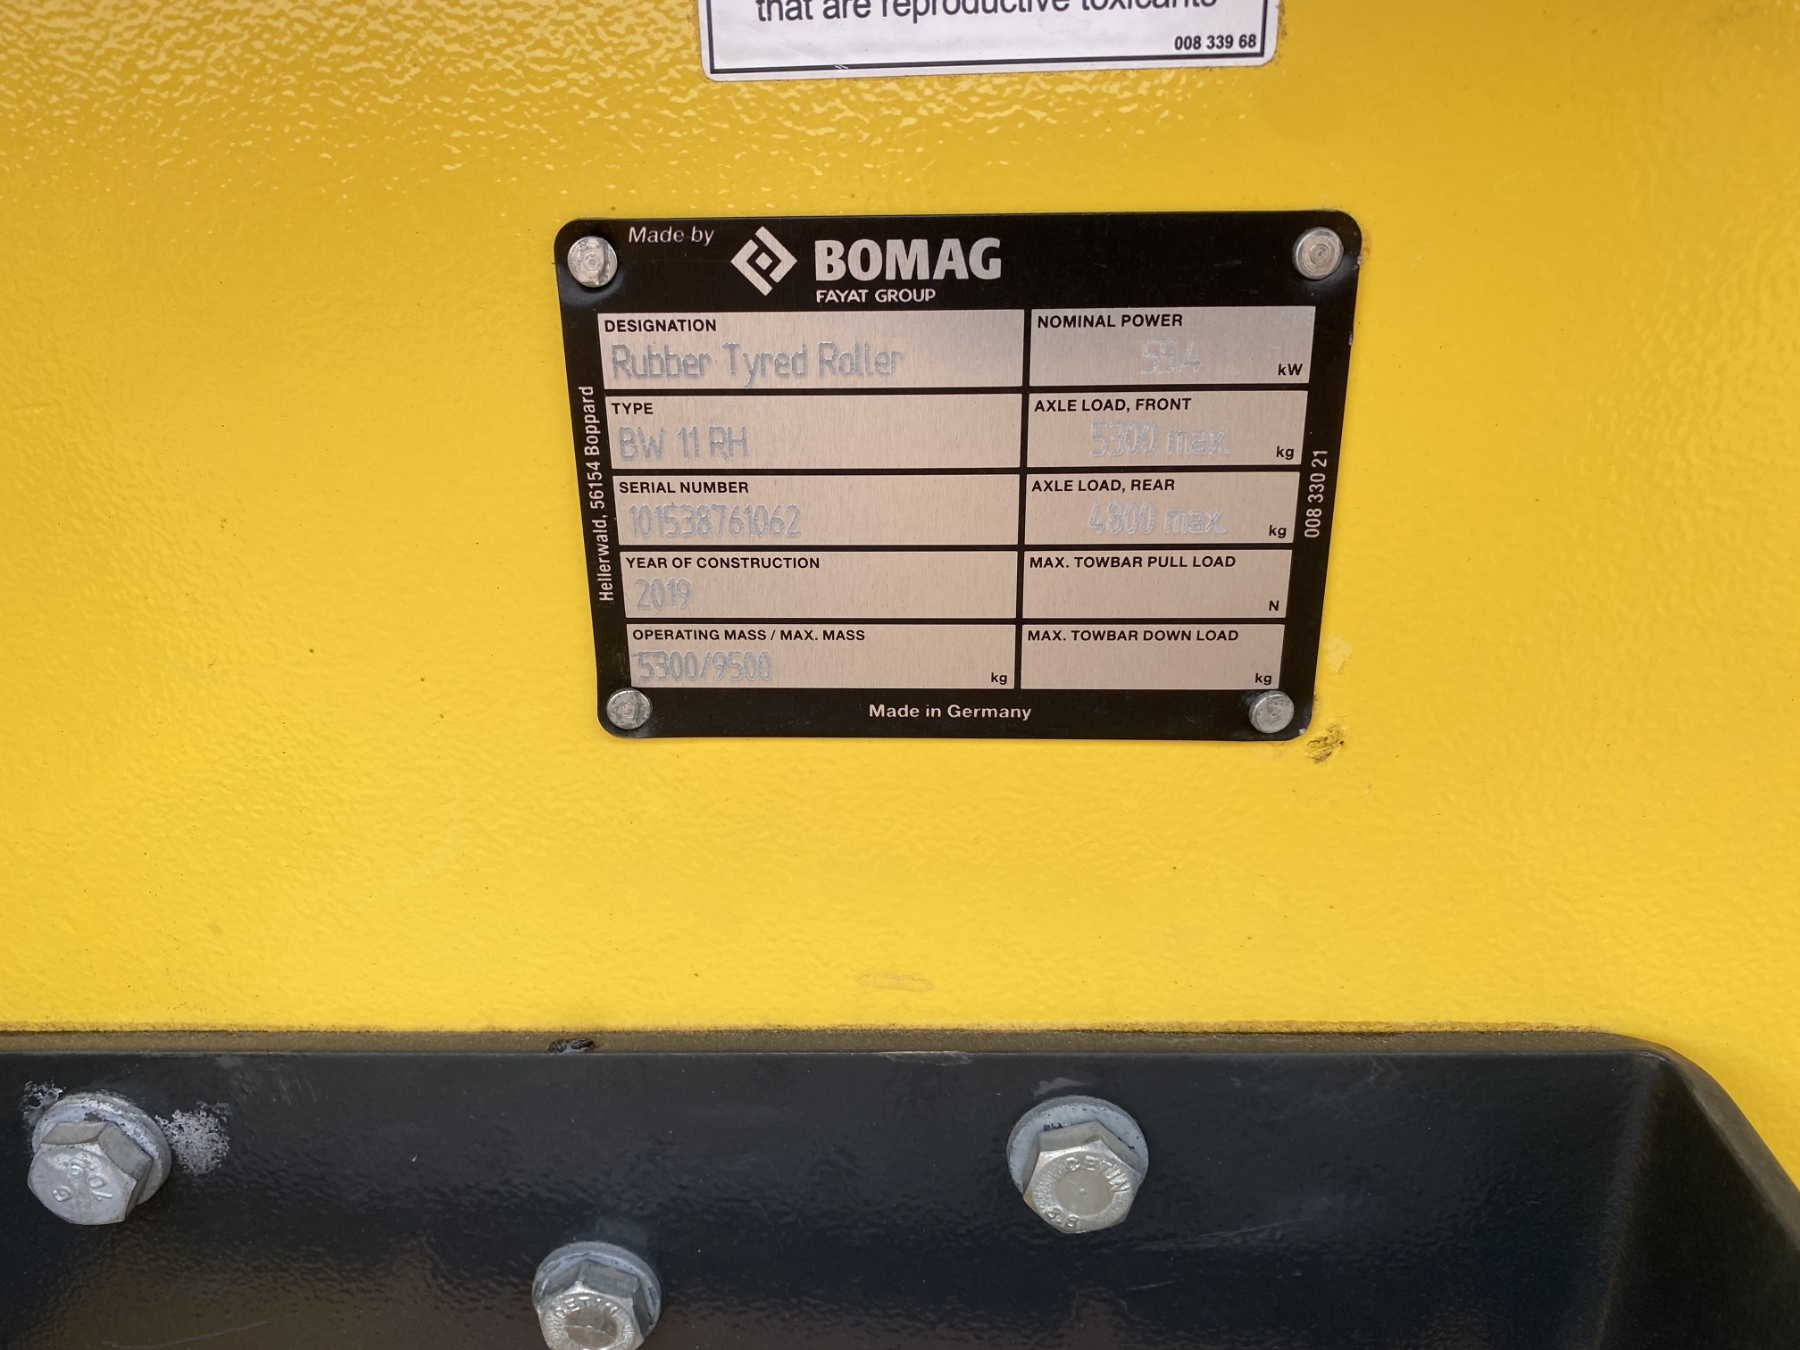 that are reproductive toxicants
008 339 68
Made by
BOMAG
FAYAT GROUP
DESIGNATION
Rubber Tyred Roller
NOMINAL POWER
kW
TYPE
BW 11 RH
AXLE LOAD, FRONT
5300 max.
kg
SERIAL NUMBER
101538761062
AXLE LOAD, REAR
4800 max.
kg
YEAR OF CONSTRUCTION
2019
MAX. TOWBAR PULL LOAD
N
OPERATING MASS / MAX. MASS
5300/9500
kg
MAX. TOWBAR DOWN LOAD
kg
Made in Germany
Hellerwald, 56154 Boppard
008 330 21
8.8